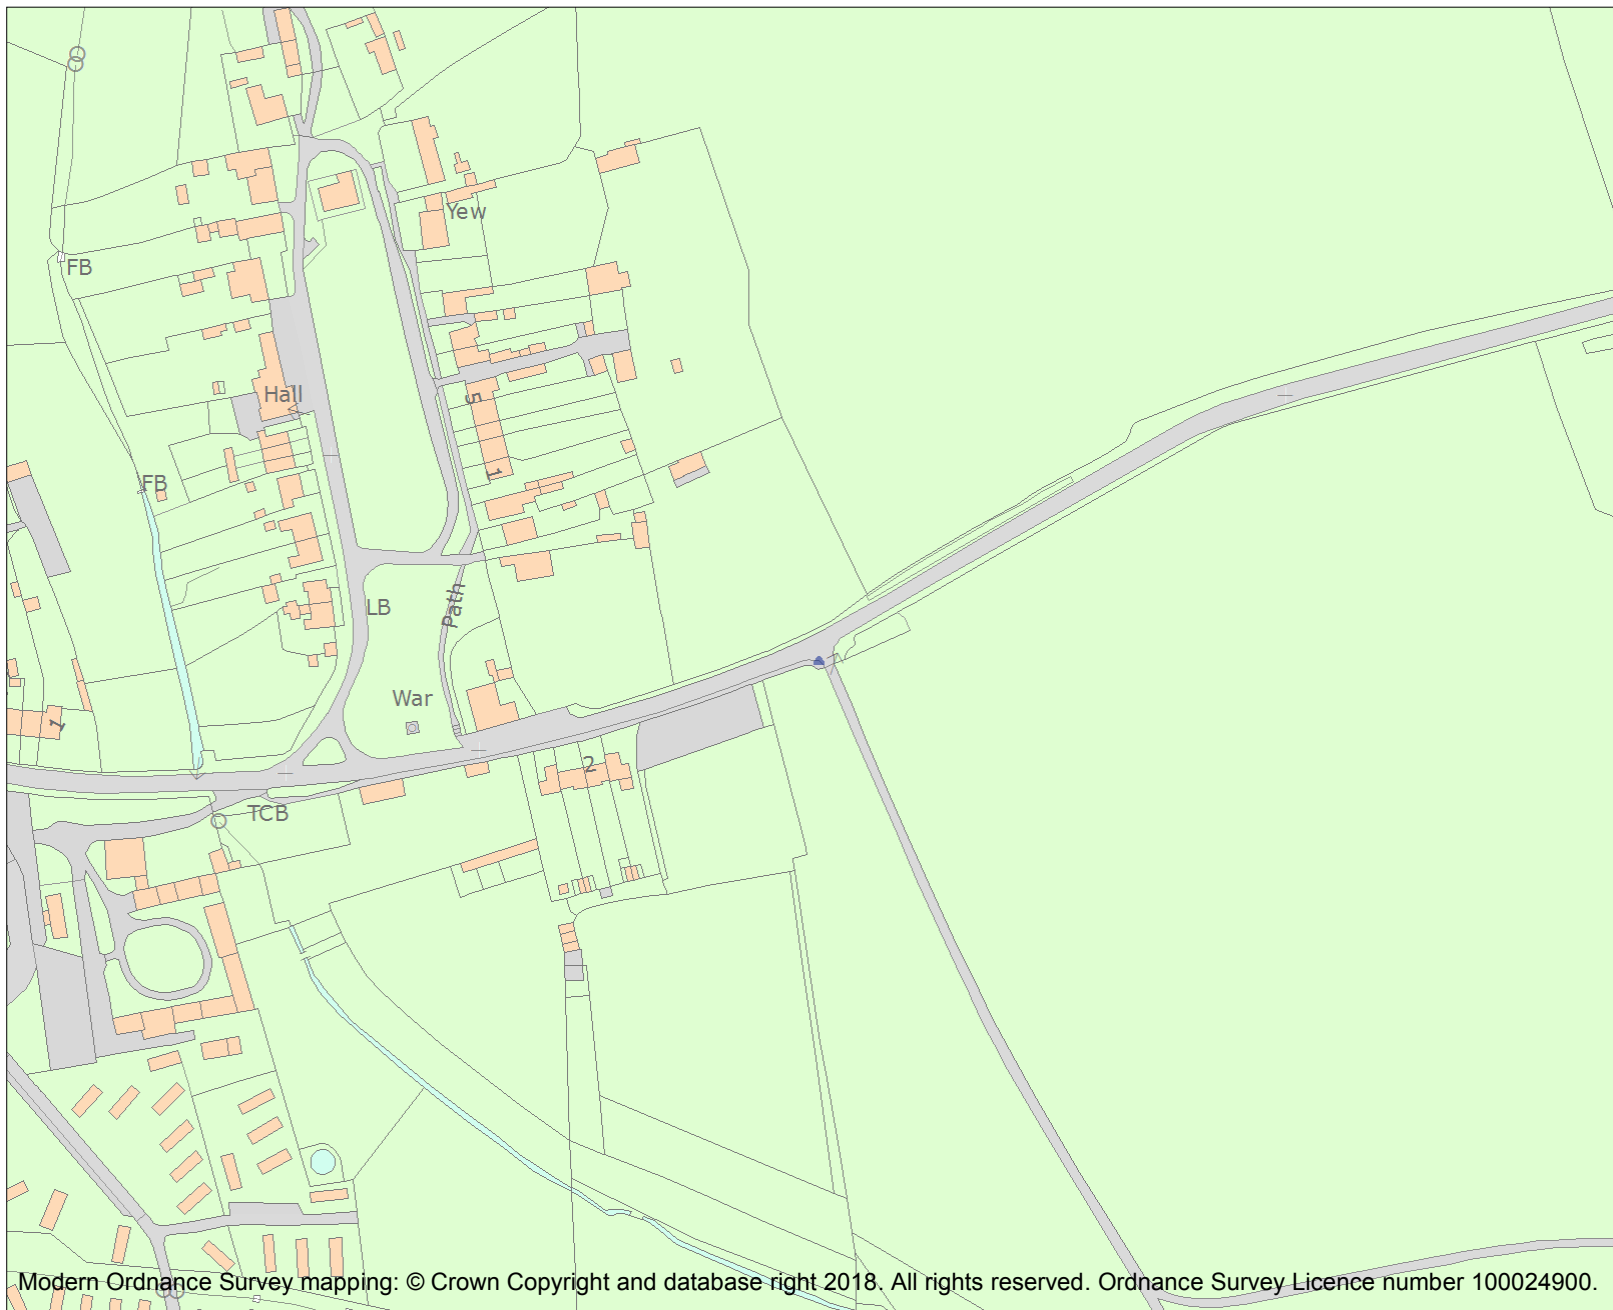 Yew
FB
Hall
5
1
FB
Path
LB
War
1
2
TCB
Modern Ordnance Survey mapping: © Crown Copyright and database right 2018. All rights reserved. Ordnance Survey Licence number 100024900.